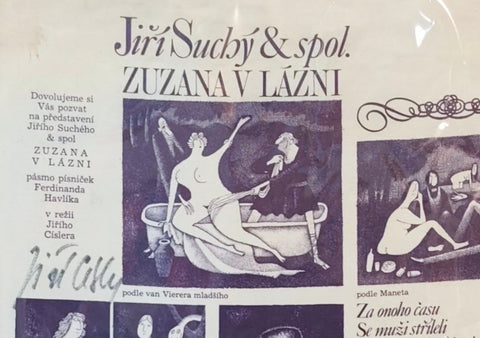 Jiří Suchý & spol.
ZUZANA V LÁZNI
Dovolujeme si
Vás pozvat
na představení
Jiřího Suchého
& spol
ZUZANA
V LÁZNI
pásmo písniček
Ferdinanda
Havlíka
v režii
Jiřího
Císlera
podle van Vierera mladšího
podle Maneta
Za onoho času
Se muži stříleli